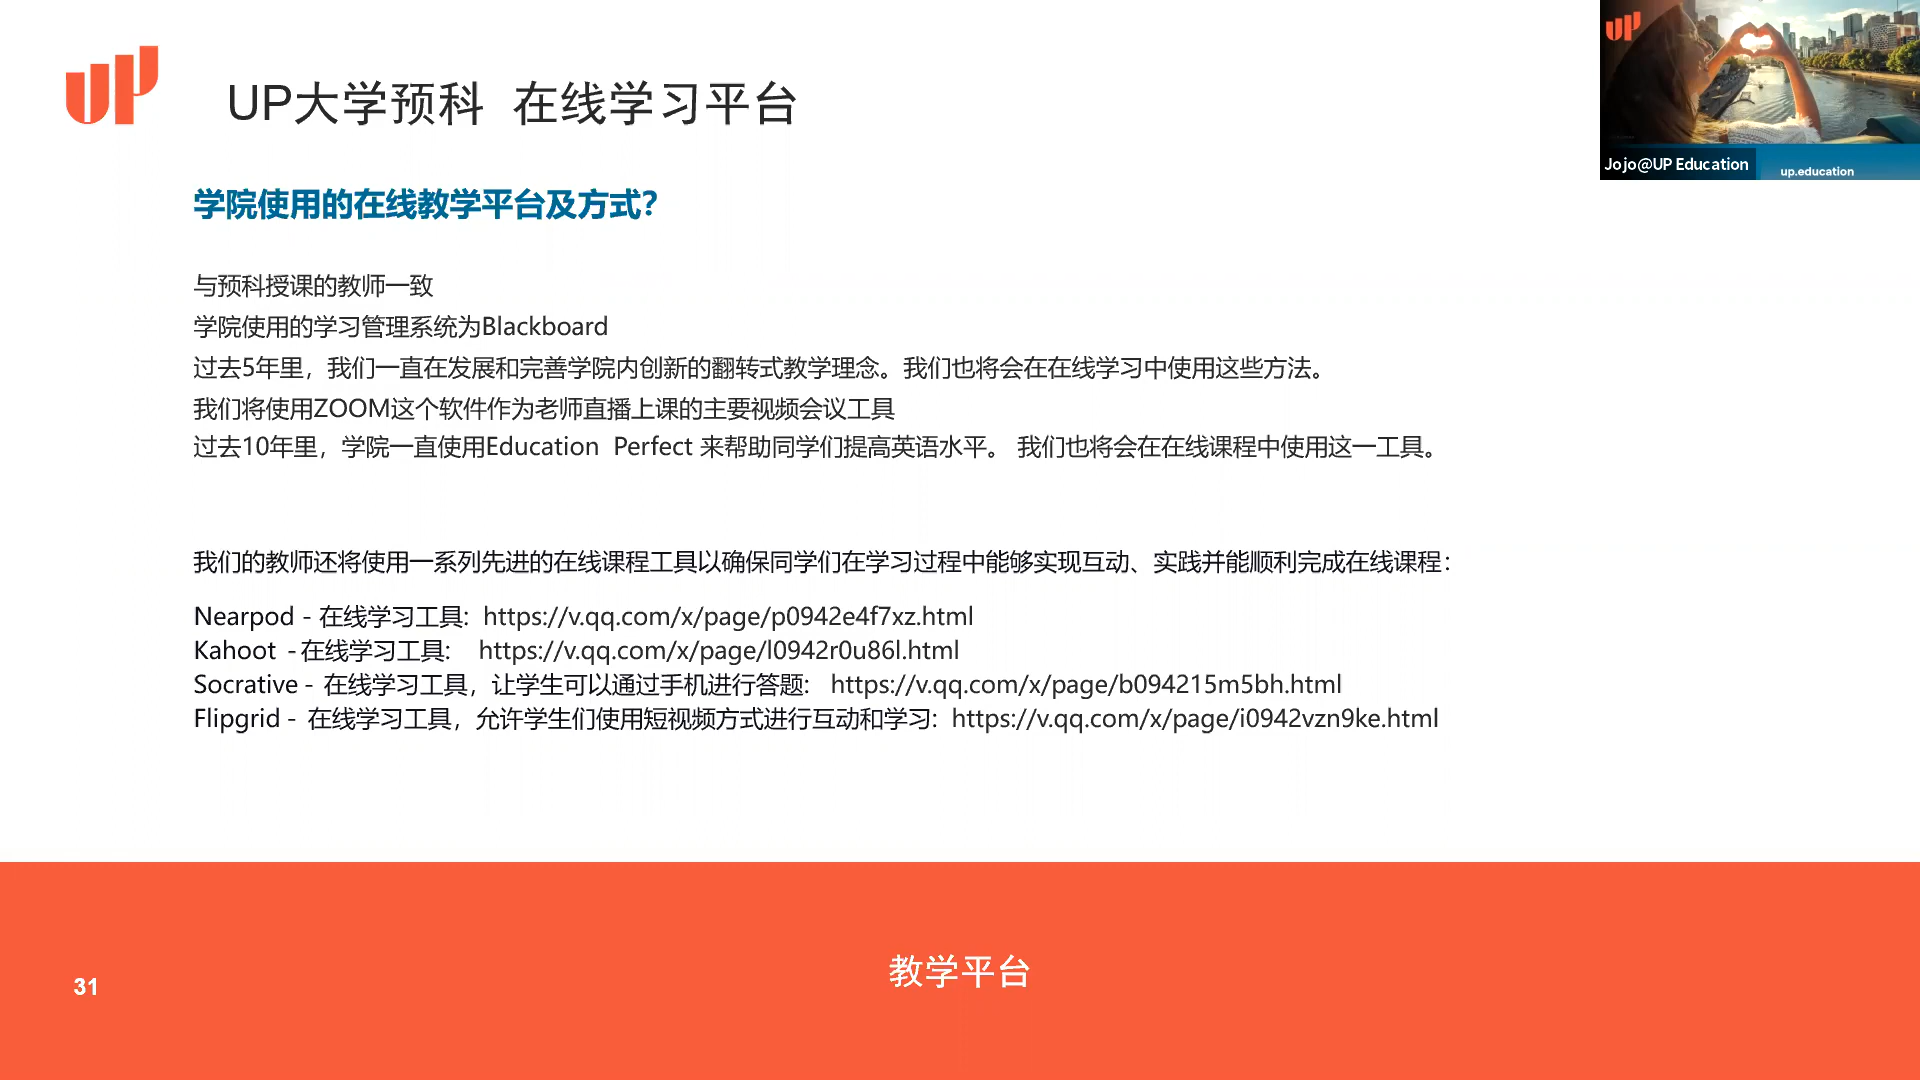 UP
UP大学预科 在线学习平台
UP
Jojo@UP Education
up.education
学院使用的在线教学平台及方式？
与预科授课的教师一致
学院使用的学习管理系统为Blackboard
过去5年里，我们一直在发展和完善学院内创新的翻转式教学理念。我们也将会在在线学习中使用这些方法。
我们将使用ZOOM这个软件作为老师直播上课的主要视频会议工具
过去10年里，学院一直使用Education Perfect 来帮助同学们提高英语水平。 我们也将会在在线课程中使用这一工具。
我们的教师还将使用一系列先进的在线课程工具以确保同学们在学习过程中能够实现互动、实践并能顺利完成在线课程：
Nearpod - 在线学习工具: https://v.qq.com/x/page/p0942e4f7xz.html
Kahoot -在线学习工具: https://v.qq.com/x/page/l0942r0u86l.html
Socrative - 在线学习工具，让学生可以通过手机进行答题: https://v.qq.com/x/page/b094215m5bh.html
Flipgrid - 在线学习工具，允许学生们使用短视频方式进行互动和学习: https://v.qq.com/x/page/i0942vzn9ke.html
教学平台
31